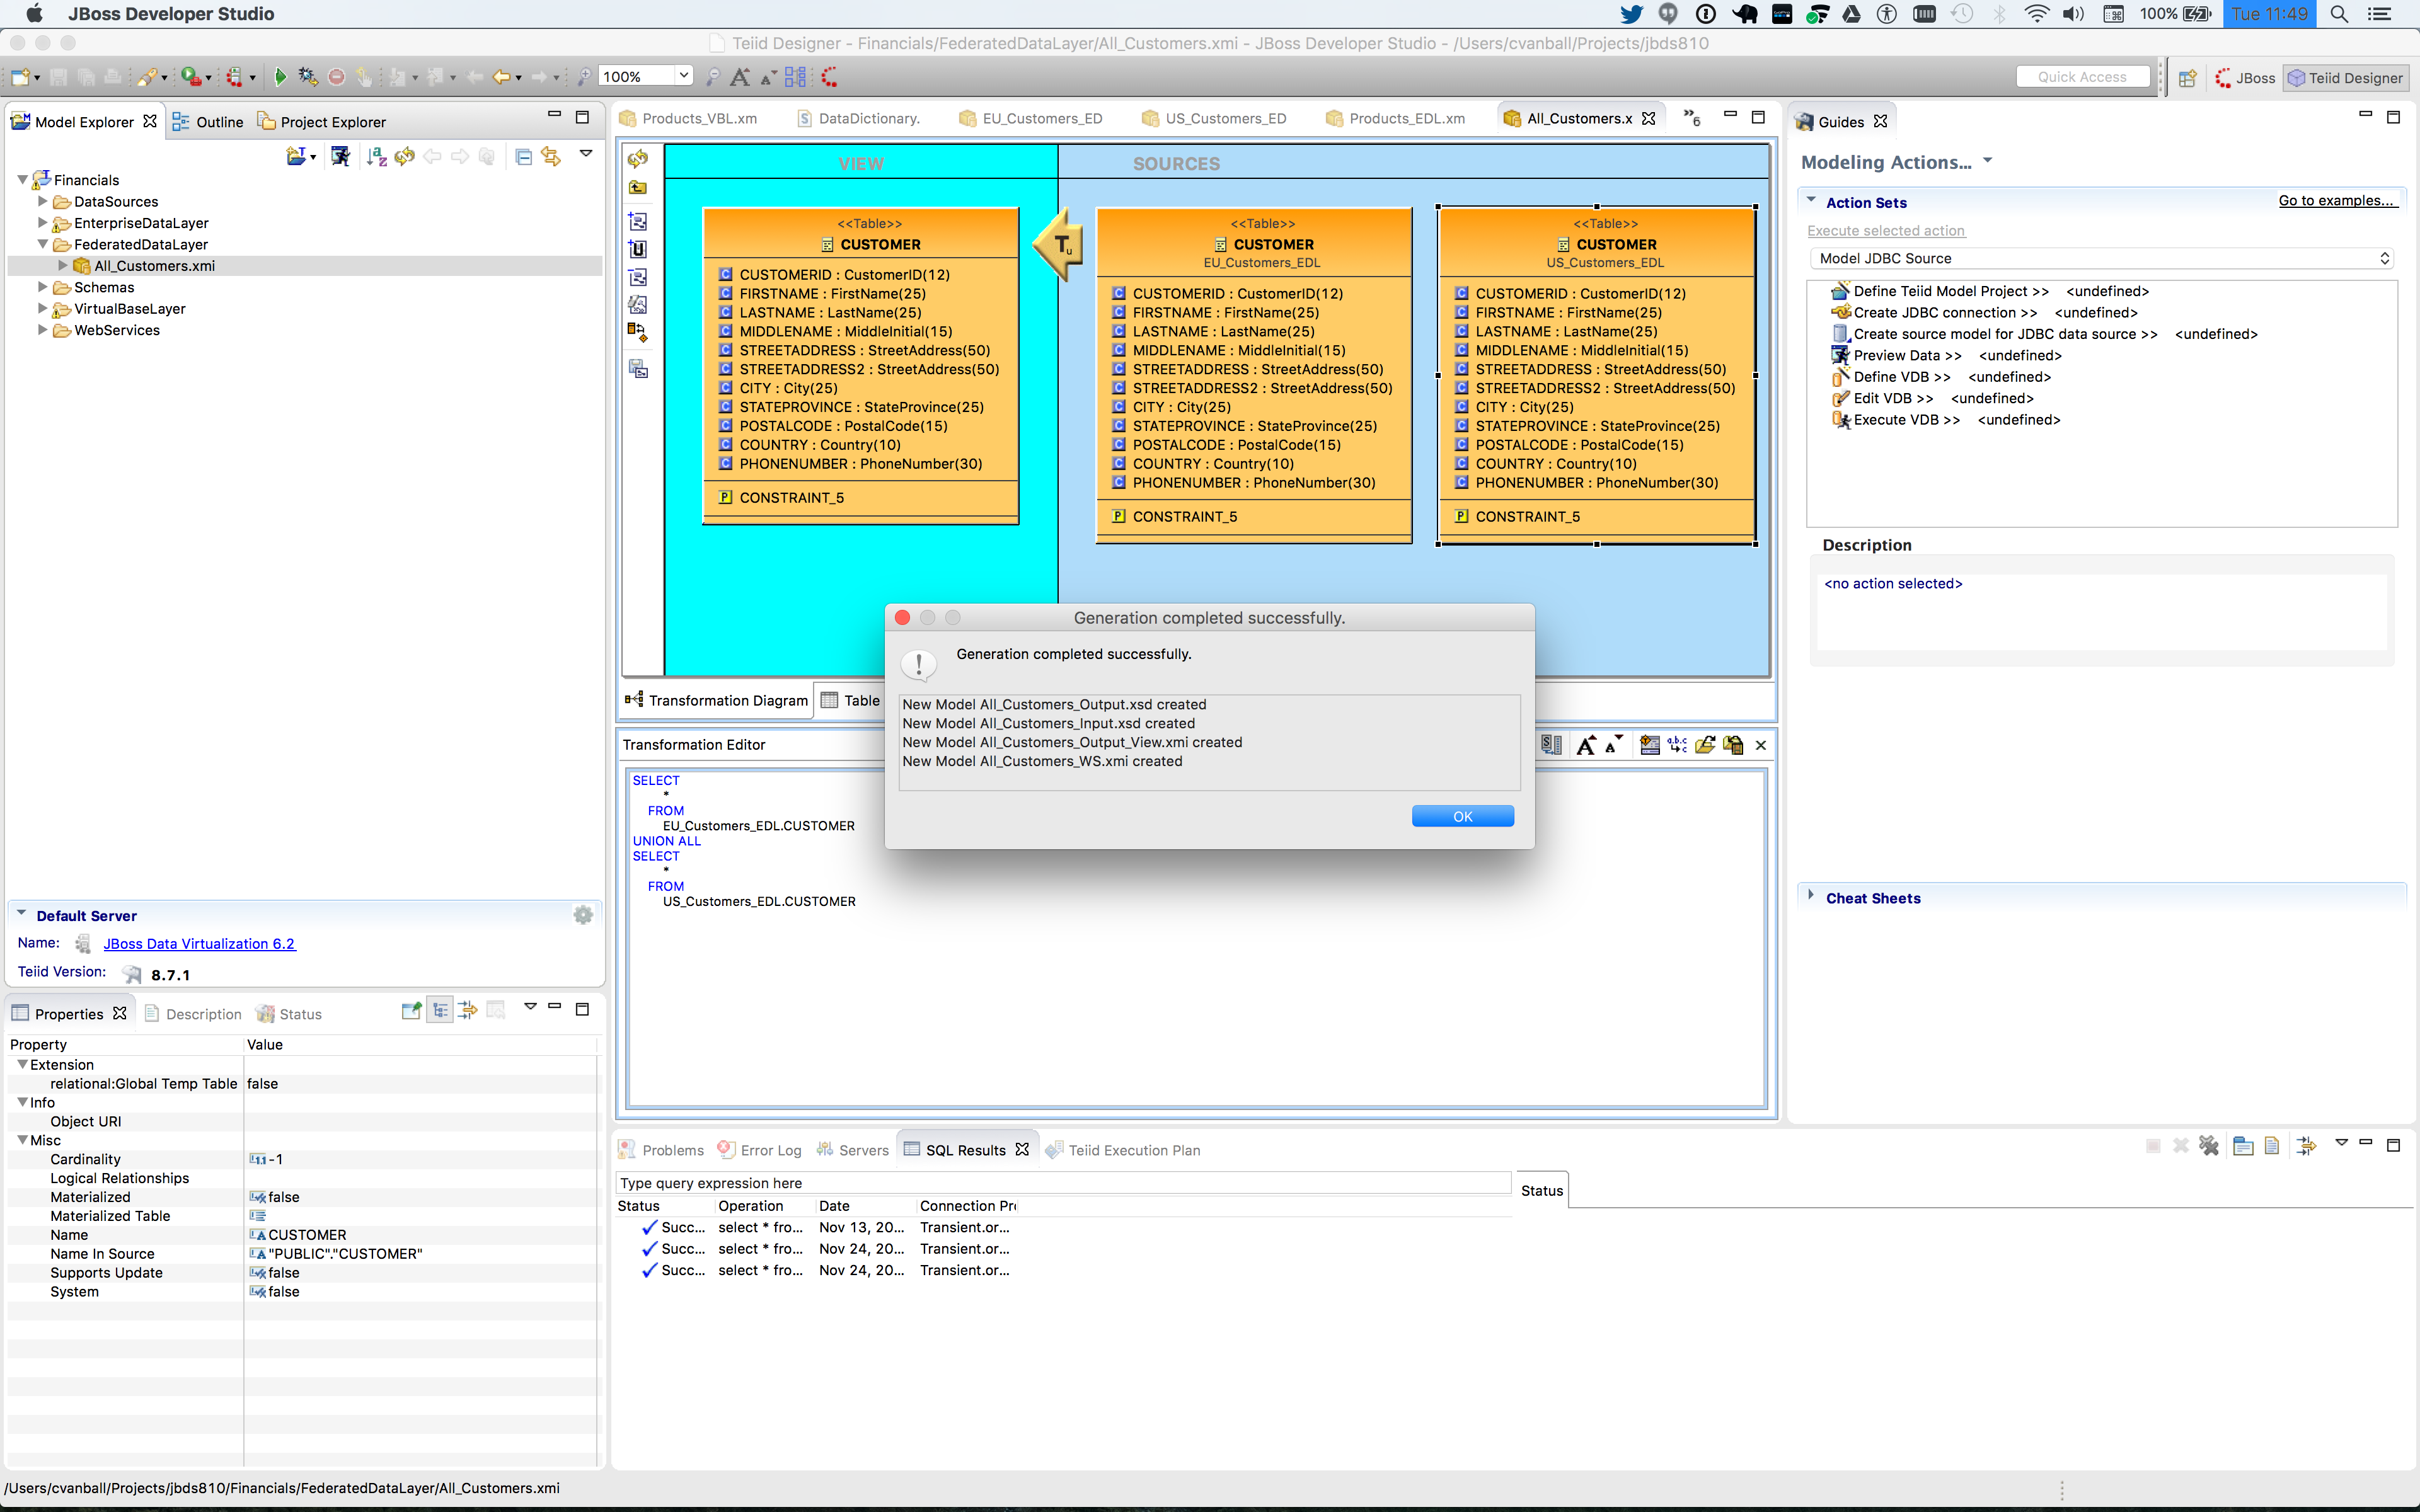 JBoss Developer Studio
100%
Tue 11:49
Teiid Designer - Financials/FederatedDataLayer/All_Customers.xmi - JBoss Developer Studio - /Users/cvanball/Projects/jbds810
100%
Quick Access
JBoss
Teiid Designer
Model Explorer
Outline
Project Explorer
Financials
DataSources
EnterpriseDataLayer
FederatedDataLayer
All_Customers.xmi
Schemas
VirtualBaseLayer
WebServices
Default Server
Name:
JBoss Data Virtualization 6.2
Teiid Version:
8.7.1
Products_VBL.xm
DataDictionary.
EU_Customers_ED
US_Customers_ED
Products_EDL.xm
All_Customers.x
»6
VIEW
SOURCES
<<Table>>
CUSTOMER
CUSTOMERID : CustomerID(12)
FIRSTNAME : FirstName(25)
LASTNAME : LastName(25)
MIDDLENAME : MiddleInitial(15)
STREETADDRESS : StreetAddress(50)
STREETADDRESS2 : StreetAddress(50)
CITY : City(25)
STATEPROVINCE : StateProvince(25)
POSTALCODE : PostalCode(15)
COUNTRY : Country(10)
PHONENUMBER : PhoneNumber(30)
CONSTRAINT_5
Tu
<<Table>>
CUSTOMER
EU_Customers_EDL
CUSTOMERID : CustomerID(12)
FIRSTNAME : FirstName(25)
LASTNAME : LastName(25)
MIDDLENAME : MiddleInitial(15)
STREETADDRESS : StreetAddress(50)
STREETADDRESS2 : StreetAddress(50)
CITY : City(25)
STATEPROVINCE : StateProvince(25)
POSTALCODE : PostalCode(15)
COUNTRY : Country(10)
PHONENUMBER : PhoneNumber(30)
CONSTRAINT_5
<<Table>>
CUSTOMER
US_Customers_EDL
CUSTOMERID : CustomerID(12)
FIRSTNAME : FirstName(25)
LASTNAME : LastName(25)
MIDDLENAME : MiddleInitial(15)
STREETADDRESS : StreetAddress(50)
STREETADDRESS2 : StreetAddress(50)
CITY : City(25)
STATEPROVINCE : StateProvince(25)
POSTALCODE : PostalCode(15)
COUNTRY : Country(10)
PHONENUMBER : PhoneNumber(30)
CONSTRAINT_5
Transformation Diagram
Table
Generation completed successfully.
Generation completed successfully.
New Model All_Customers_Output.xsd created
New Model All_Customers_Input.xsd created
New Model All_Customers_Output_View.xmi created
New Model All_Customers_WS.xmi created
OK
Transformation Editor
SELECT
*
FROM
EU_Customers_EDL.CUSTOMER
UNION ALL
SELECT
*
FROM
US_Customers_EDL.CUSTOMER
Guides
Modeling Actions...
Action Sets
Go to examples...
Execute selected action
Model JDBC Source
Define Teiid Model Project >> <undefined>
Create JDBC connection >> <undefined>
Create source model for JDBC data source >> <undefined>
Preview Data >> <undefined>
Define VDB >> <undefined>
Edit VDB >> <undefined>
Execute VDB >> <undefined>
Description
<no action selected>
Cheat Sheets
Properties
Description
Status
Property Value
Extension
relational:Global Temp Table false
Info
Object URI
Misc
Cardinality -1
Logical Relationships
Materialized false
Materialized Table
Name CUSTOMER
Name In Source "PUBLIC"."CUSTOMER"
Supports Update false
System false
Problems
Error Log
Servers
SQL Results
Teiid Execution Plan
Type query expression here
Status
Status Operation Date Connection Pr
Succ... select * fro... Nov 13, 20... Transient.or...
Succ... select * fro... Nov 24, 20... Transient.or...
Succ... select * fro... Nov 24, 20... Transient.or...
/Users/cvanball/Projects/jbds810/Financials/FederatedDataLayer/All_Customers.xmi